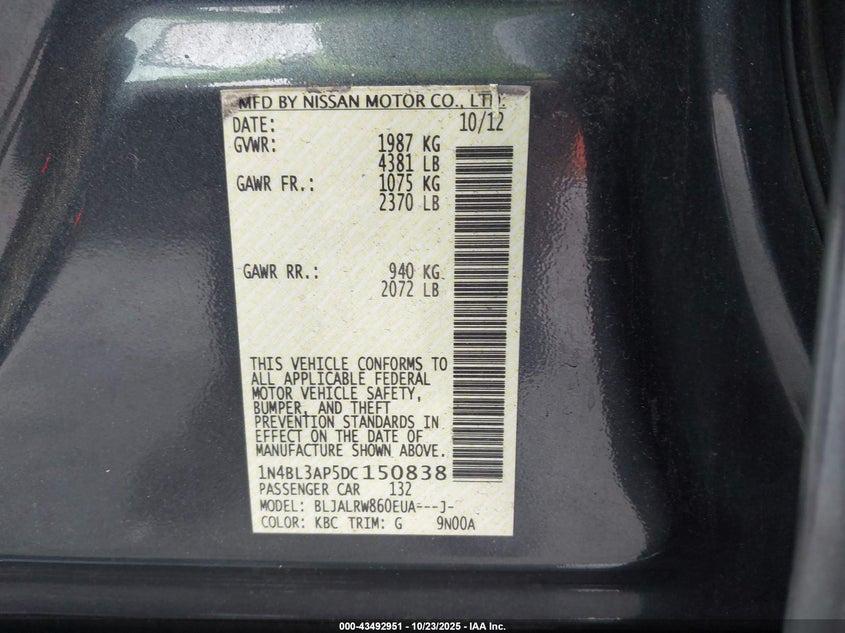 MFD BY NISSAN MOTOR CO., LTD.
DATE: 10/12
GVWR: 1987 KG
4381 LB
GAWR FR.: 1075 KG
2370 LB
GAWR RR.: 940 KG
2072 LB
THIS VEHICLE CONFORMS TO
ALL APPLICABLE FEDERAL
MOTOR VEHICLE SAFETY,
BUMPER, AND THEFT
PREVENTION STANDARDS IN
EFFECT ON THE DATE OF
MANUFACTURE SHOWN ABOVE.
1N4BL3AP5DC150838
PASSENGER CAR 132
MODEL: BLJALRW860EUA---J-
COLOR: KBC TRIM: G 9N00A
000-43492951 - 10/23/2025 - IAA Inc.